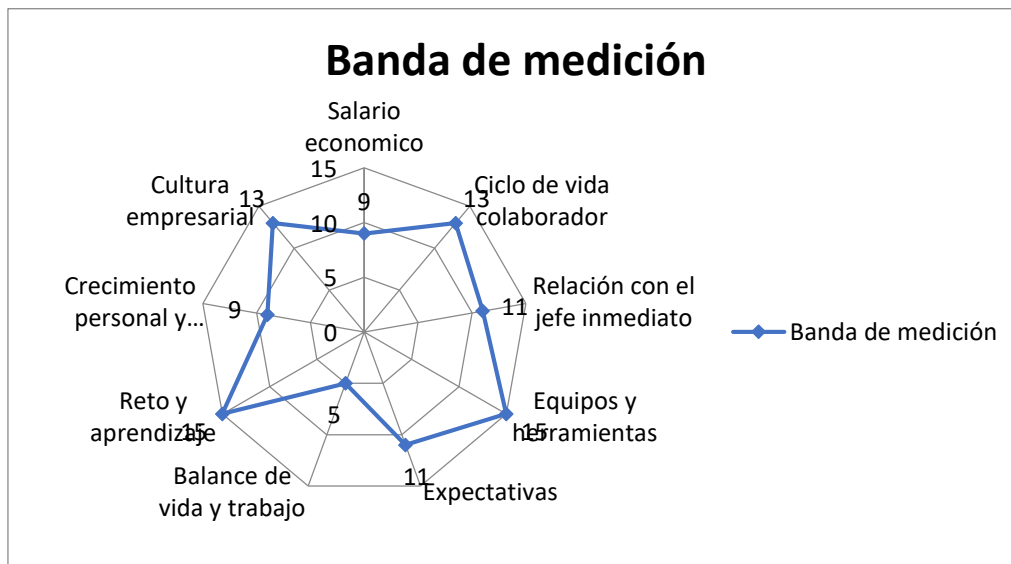 Banda de medición
Salario
economico
15
9
10
5
0
Ciclo de vida
colaborador
13
Relación con el
jefe inmediato
11
Equipos y
herramientas
15
Expectativas
11
Balance de
vida y trabajo
5
Reto y
aprendizaje
15
Crecimiento
personal y...
9
Cultura
empresarial
13
Banda de medición